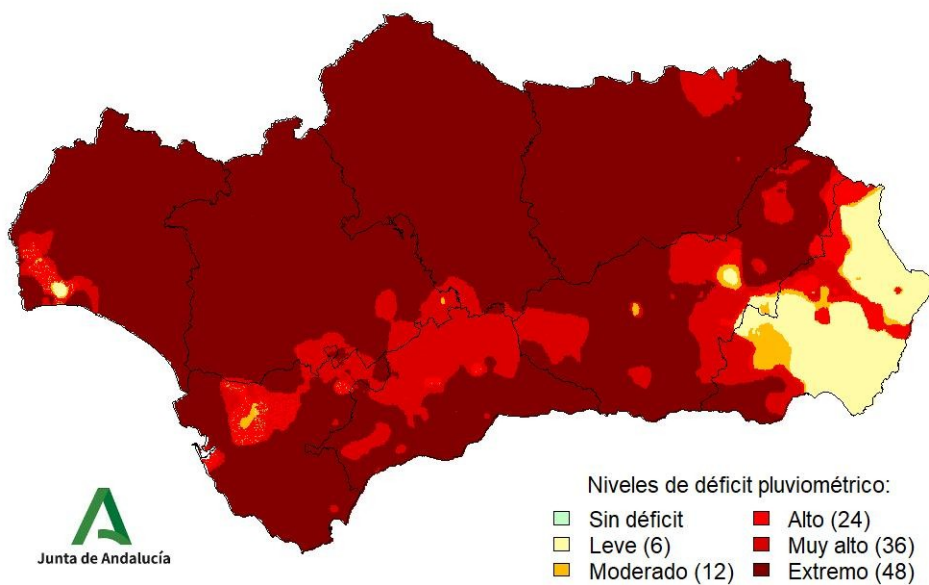 Niveles de déficit pluviométrico:
Sin déficit
Leve (6)
Moderado (12)
Alto (24)
Muy alto (36)
Extremo (48)
Junta de Andalucía